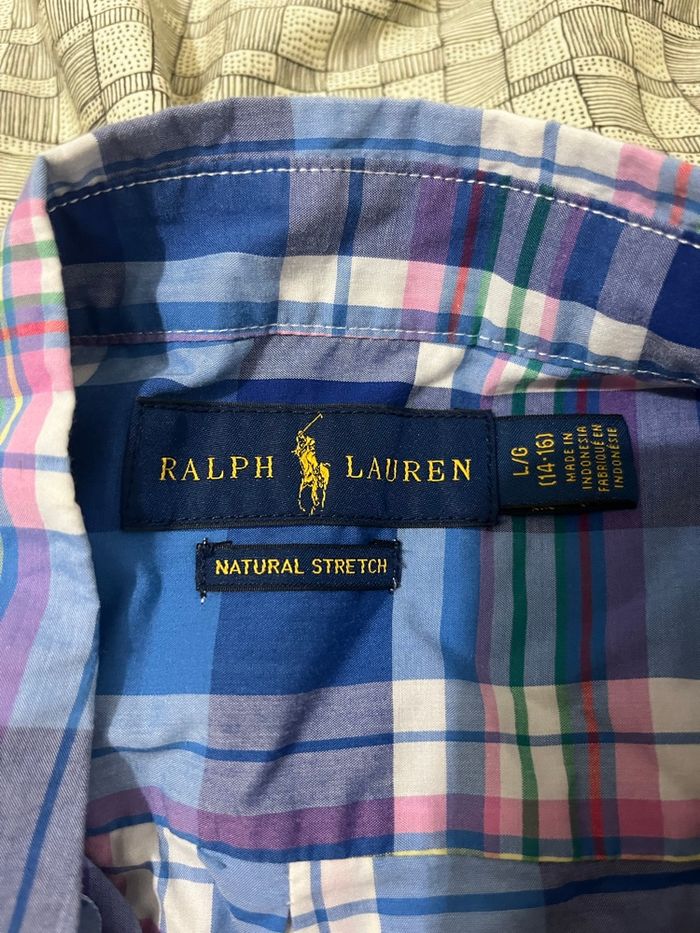 RALPH LAUREN
L/G
(14-16)
MADE IN
INDONESIA
FABRIQUÉ EN
INDONÉSIE
NATURAL STRETCH